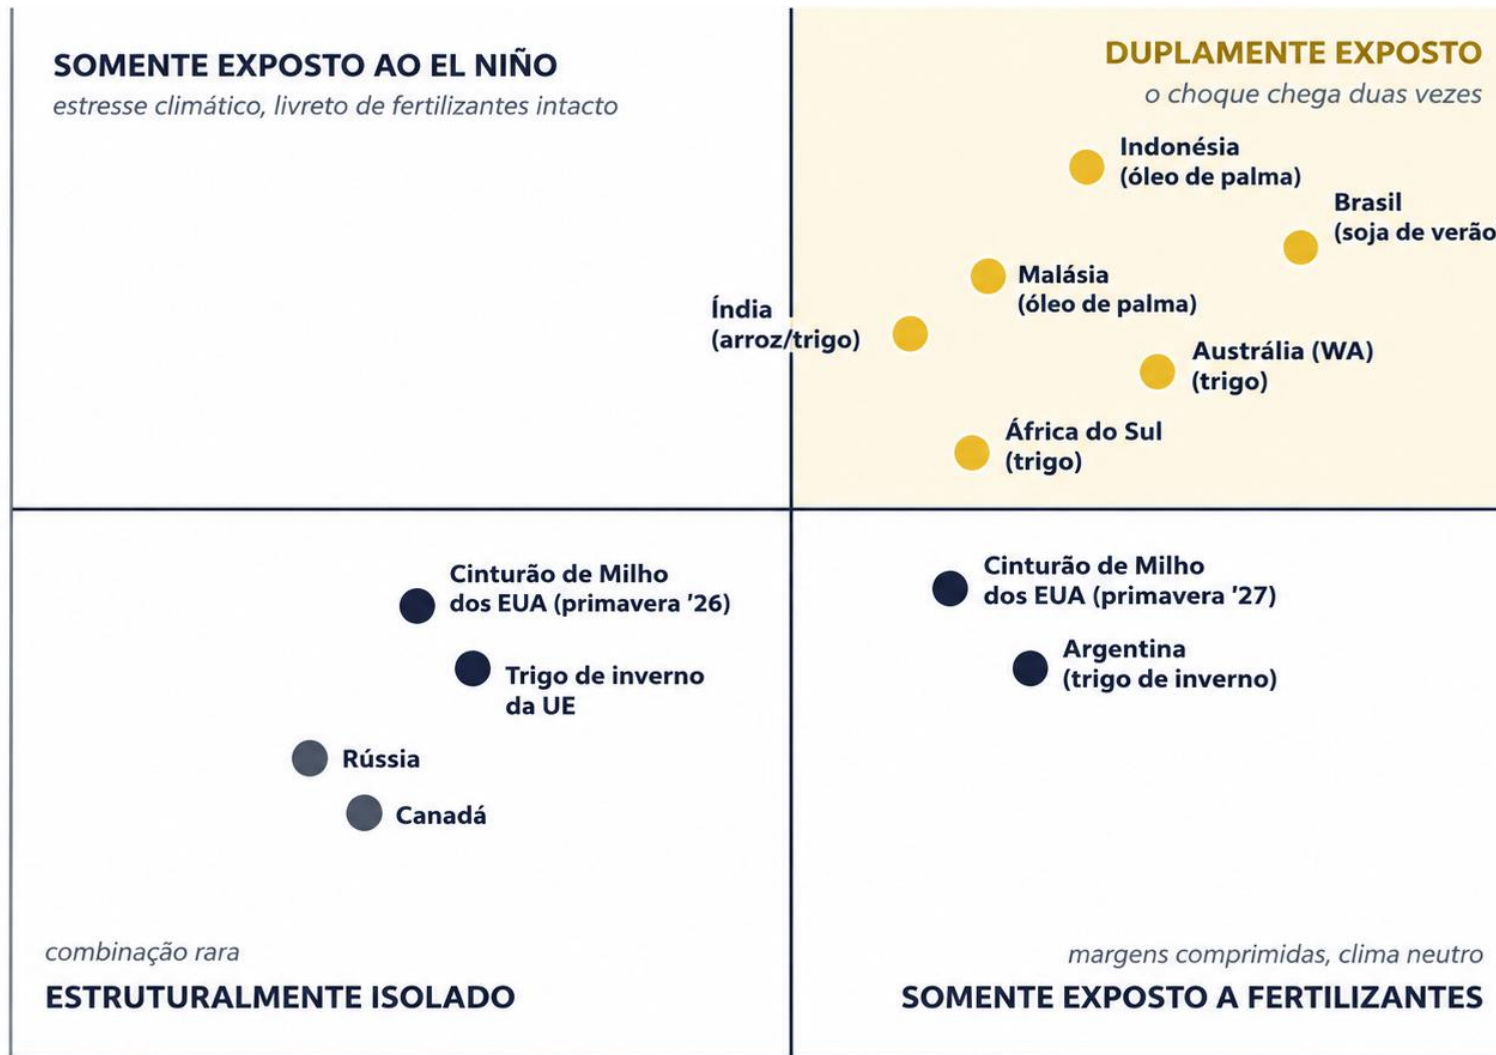 SOMENTE EXPOSTO AO EL NIÑO
estresse climático, livreto de fertilizantes intacto
DUPLAMENTE EXPOSTO
o choque chega duas vezes
Indonésia
(óleo de palma)
Brasil
(soja de verão
Malásia
(óleo de palma)
Índia
(arroz/trigo)
Austrália (WA)
(trigo)
África do Sul
(trigo)
Cinturão de Milho
dos EUA (primavera '26)
Trigo de inverno
da UE
Rússia
Canadá
Cinturão de Milho
dos EUA (primavera '27)
Argentina
(trigo de inverno)
combinação rara
ESTRUTURALMENTE ISOLADO
margens comprimidas, clima neutro
SOMENTE EXPOSTO A FERTILIZANTES